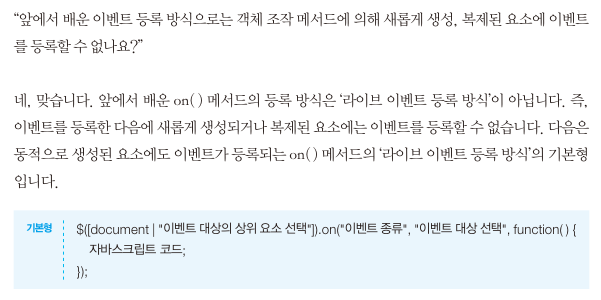 “앞에서 배운 이벤트 등록 방식으로는 객체 조작 메서드에 의해 새롭게 생성, 복제된 요소에 이벤트
를 등록할 수 없나요?”
네, 맞습니다. 앞에서 배운 on( ) 메서드의 등록 방식은 ‘라이브 이벤트 등록 방식’이 아닙니다. 즉,
이벤트를 등록한 다음에 새롭게 생성되거나 복제된 요소에는 이벤트를 등록할 수 없습니다. 다음은
동적으로 생성된 요소에도 이벤트가 등록되는 on( ) 메서드의 ‘라이브 이벤트 등록 방식’의 기본형
입니다.
기본형 $([document | "이벤트 대상의 상위 요소 선택"]).on("이벤트 종류", "이벤트 대상 선택", function( ) {
자바스크립트 코드;
});